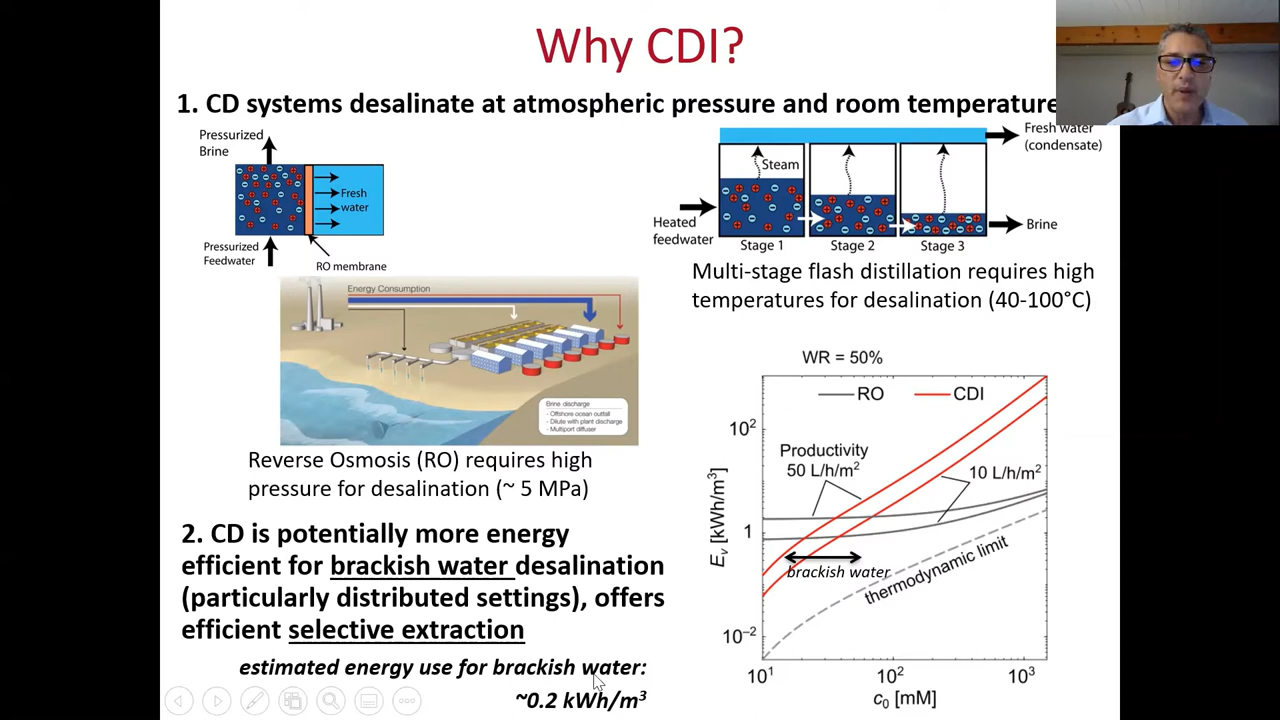 Why CDI?
1. CD systems desalinate at atmospheric pressure and room temperature
Pressurized
Brine
Fresh
water
Pressurized
Feedwater
RO membrane
Fresh water
(condensate)
Steam
Heated
feedwater
Brine
Stage 1
Stage 2
Stage 3
Multi-stage flash distillation requires high
temperatures for desalination (40-100°C)
Energy Consumption
Brine discharge
- Offshore ocean outfall
- Dilute with plant discharge
- Multiport diffuser
Reverse Osmosis (RO) requires high
pressure for desalination (~ 5 MPa)
2. CD is potentially more energy
efficient for brackish water desalination
(particularly distributed settings), offers
efficient selective extraction
estimated energy use for brackish water:
~0.2 kWh/m³
WR = 50%
RO
CDI
Productivity
50 L/h/m²
10 L/h/m²
brackish water
thermodynamic limit
Eᵥ [kWh/m³]
10²
1
10⁻²
10¹
10²
10³
c₀ [mM]